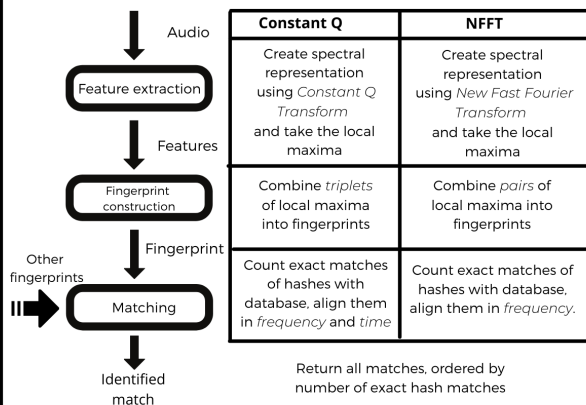 Audio
Feature extraction
Features
Fingerprint
construction
Fingerprint
Other
fingerprints
Matching
Identified
match
Constant Q
NFFT
Create spectral
representation
using Constant Q
Transform
and take the local
maxima
Create spectral
representation
using New Fast Fourier
Transform
and take the local
maxima
Combine triplets
of local maxima
into fingerprints
Combine pairs of
local maxima into
fingerprints
Count exact matches
of hashes with
database, align them
in frequency and time
Count exact matches of
hashes with database,
align them in frequency.
Return all matches, ordered by
number of exact hash matches